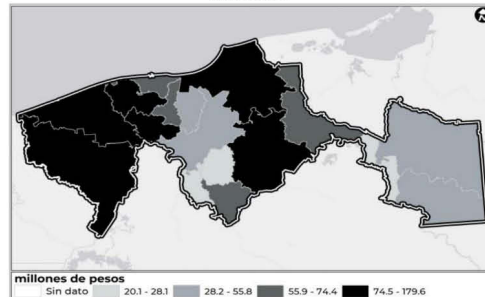 millones de pesos
Sin dato 20.1 - 28.1 28.2 - 55.8 55.9 - 74.4 74.5 - 179.6